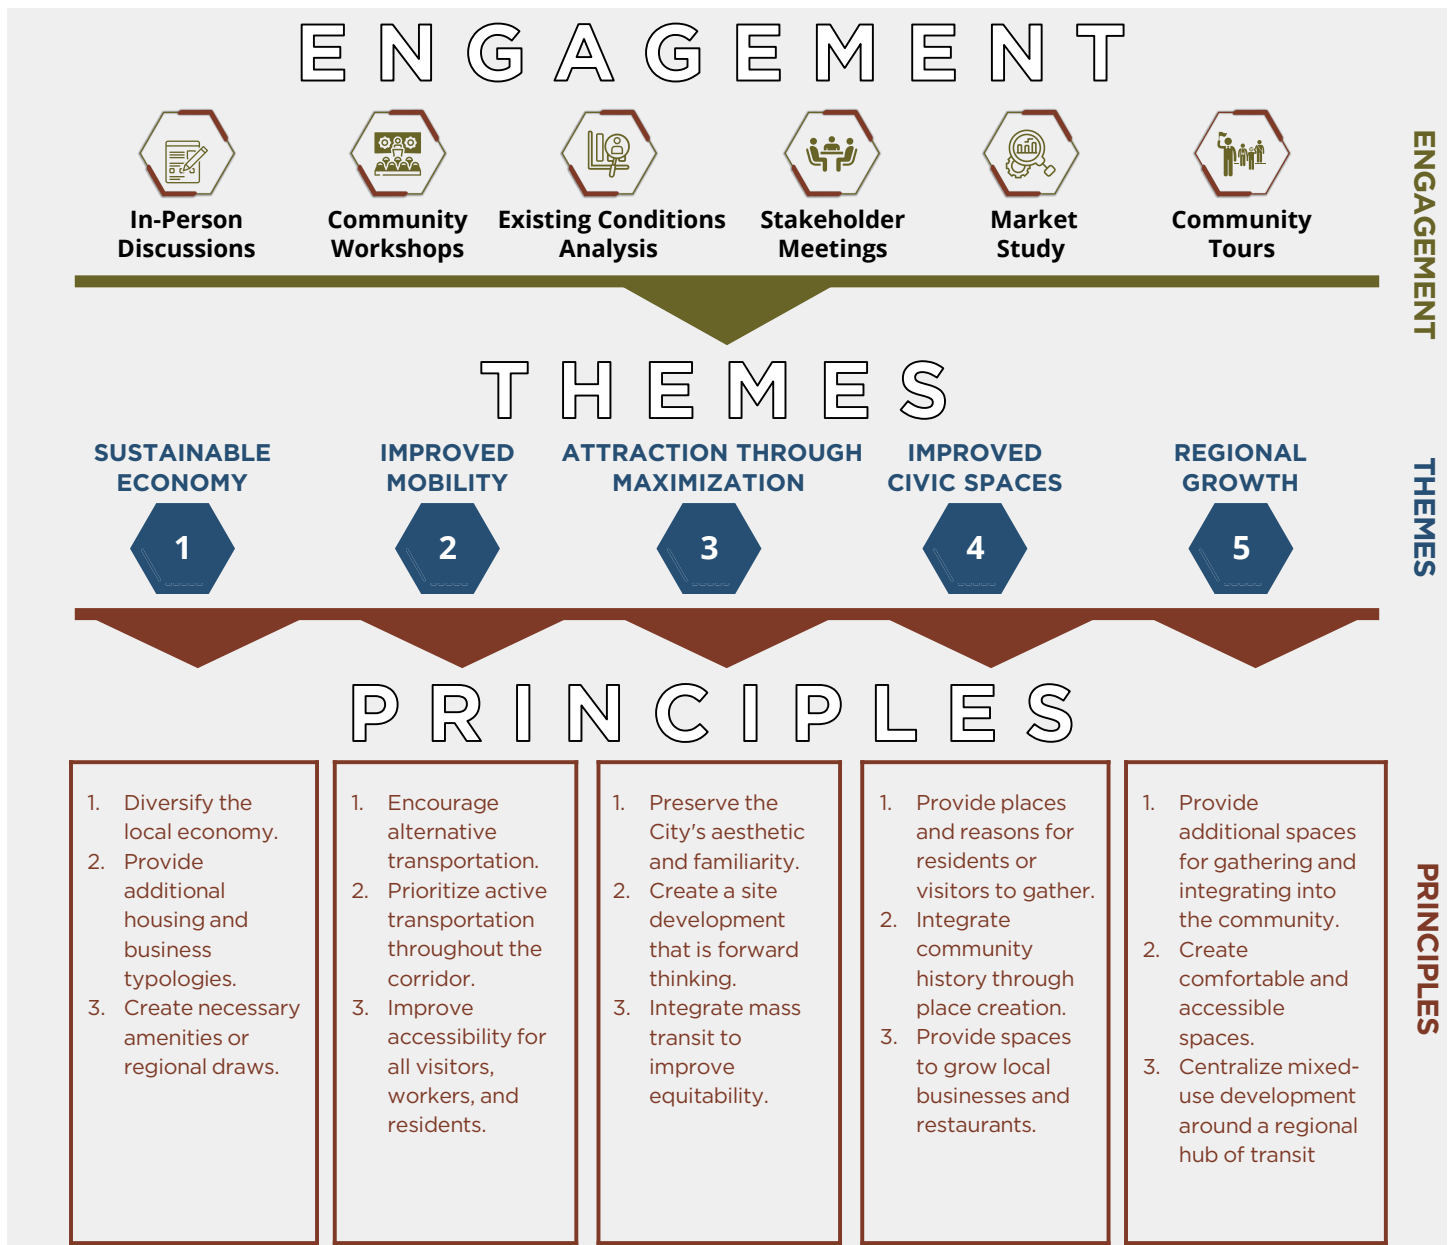 ENGAGEMENT
In-Person
Discussions
Community
Workshops
Existing Conditions
Analysis
Stakeholder
Meetings
Market
Study
Community
Tours
ENGAGEMENT
THEMES
SUSTAINABLE
ECONOMY
1
IMPROVED
MOBILITY
2
ATTRACTION THROUGH
MAXIMIZATION
3
IMPROVED
CIVIC SPACES
4
REGIONAL
GROWTH
5
THEMES
PRINCIPLES
1. Diversify the
local economy.
2. Provide
additional
housing and
business
typologies.
3. Create necessary
amenities or
regional draws.
1. Encourage
alternative
transportation.
2. Prioritize active
transportation
throughout the
corridor.
3. Improve
accessibility for
all visitors,
workers, and
residents.
1. Preserve the
City's aesthetic
and familiarity.
2. Create a site
development
that is forward
thinking.
3. Integrate mass
transit to
improve
equitability.
1. Provide places
and reasons for
residents or
visitors to gather.
2. Integrate
community
history through
place creation.
3. Provide spaces
to grow local
businesses and
restaurants.
1. Provide
additional spaces
for gathering and
integrating into
the community.
2. Create
comfortable and
accessible
spaces.
3. Centralize mixed-
use development
around a regional
hub of transit
PRINCIPLES